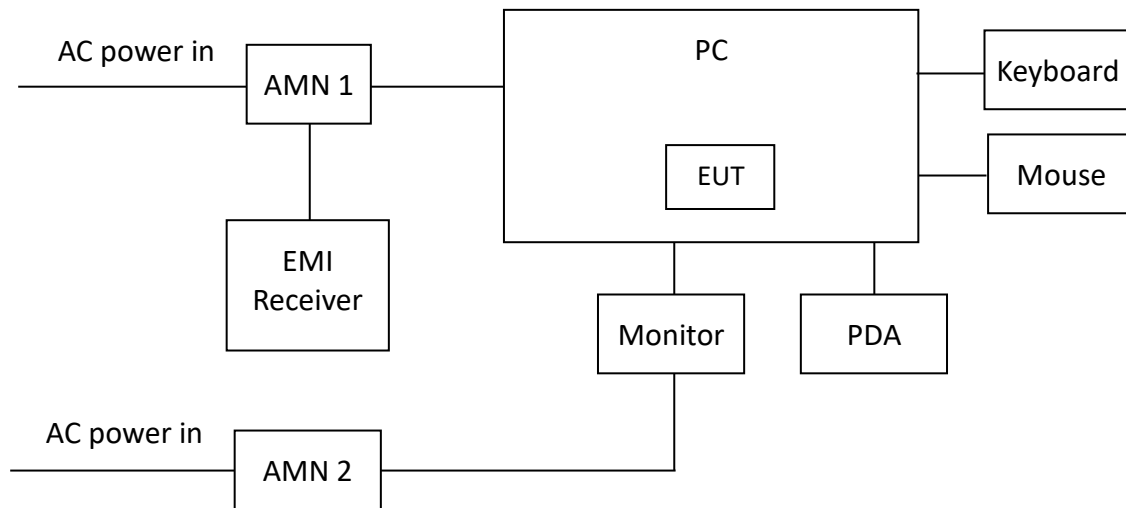 AC power in
AMN 1
PC
Keyboard
EUT
Mouse
EMI
Receiver
Monitor
PDA
AC power in
AMN 2